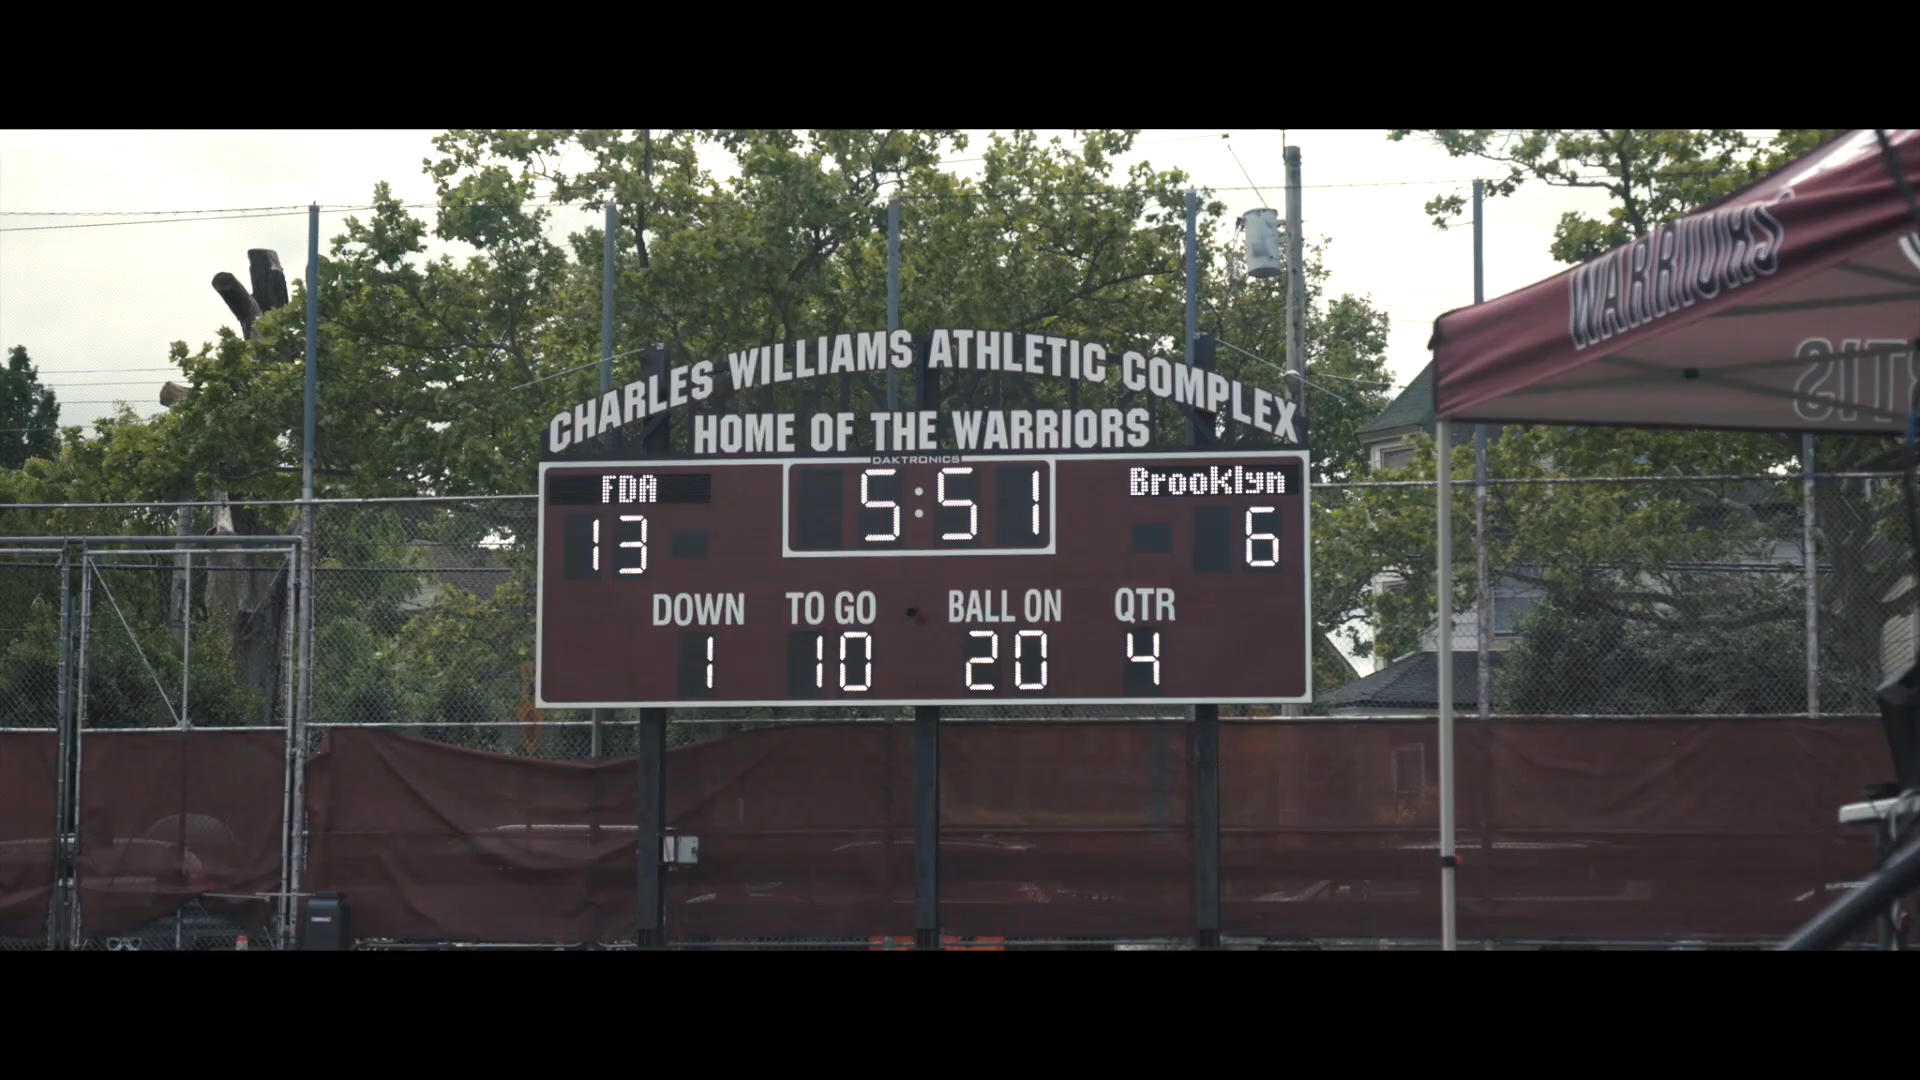 CHARLES WILLIAMS ATHLETIC COMPLEX
HOME OF THE WARRIORS
DAKTRONICS
FDA 5:51 Brooklyn
13 6
DOWN TO GO BALL ON QTR
1 10 20 4
WARRIORS